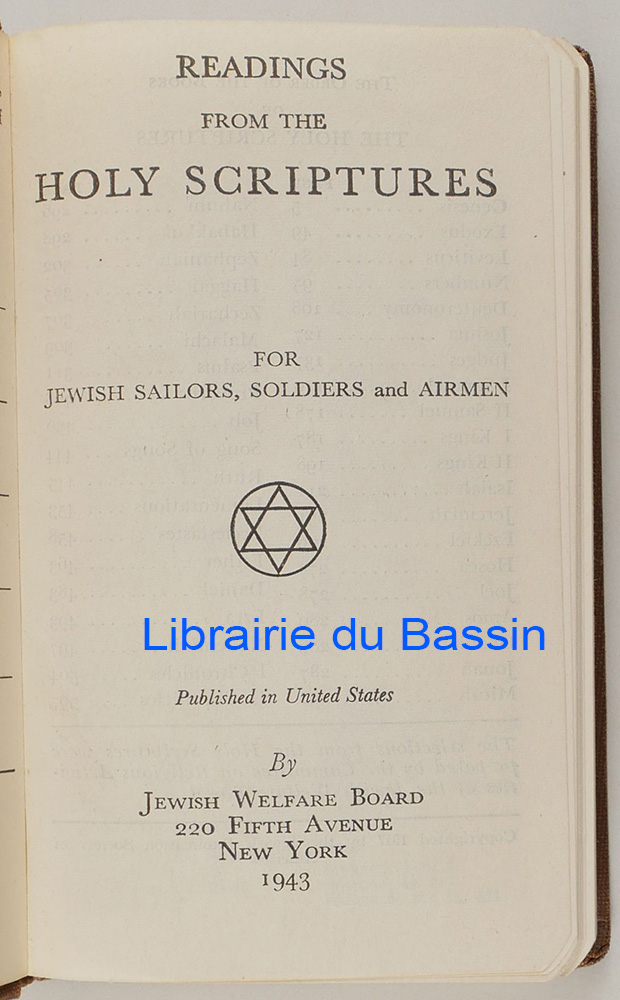 READINGS
FROM THE
HOLY SCRIPTURES
FOR
JEWISH SAILORS, SOLDIERS and AIRMEN
Librairie du Bassin
Published in United States
By
JEWISH WELFARE BOARD
220 FIFTH AVENUE
NEW YORK
1943